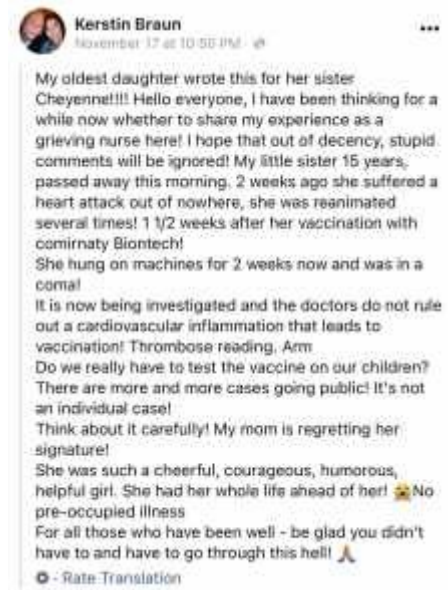 Kerstin Braun
November 17 at 10:50 PM
My oldest daughter wrote this for her sister
Cheyenne!!!! Hello everyone, I have been thinking for a
while now whether to share my experience as a
grieving nurse here! I hope that out of decency, stupid
comments will be ignored! My little sister 15 years,
passed away this morning. 2 weeks ago she suffered a
heart attack out of nowhere, she was reanimated
several times! 1 1/2 weeks after her vaccination with
comirnaty Biontech!
She hung on machines for 2 weeks now and was in a
coma!
It is now being investigated and the doctors do not rule
out a cardiovascular inflammation that leads to
vaccination! Thrombose reading. Arm
Do we really have to test the vaccine on our children?
There are more and more cases going public! It's not
an individual case!
Think about it carefully! My mom is regretting her
signature!
She was such a cheerful, courageous, humorous,
helpful girl. She had her whole life ahead of her! 😭No
pre-occupied illness
For all those who have been well - be glad you didn't
have to and have to go through this hell! 🙏
- Rate Translation